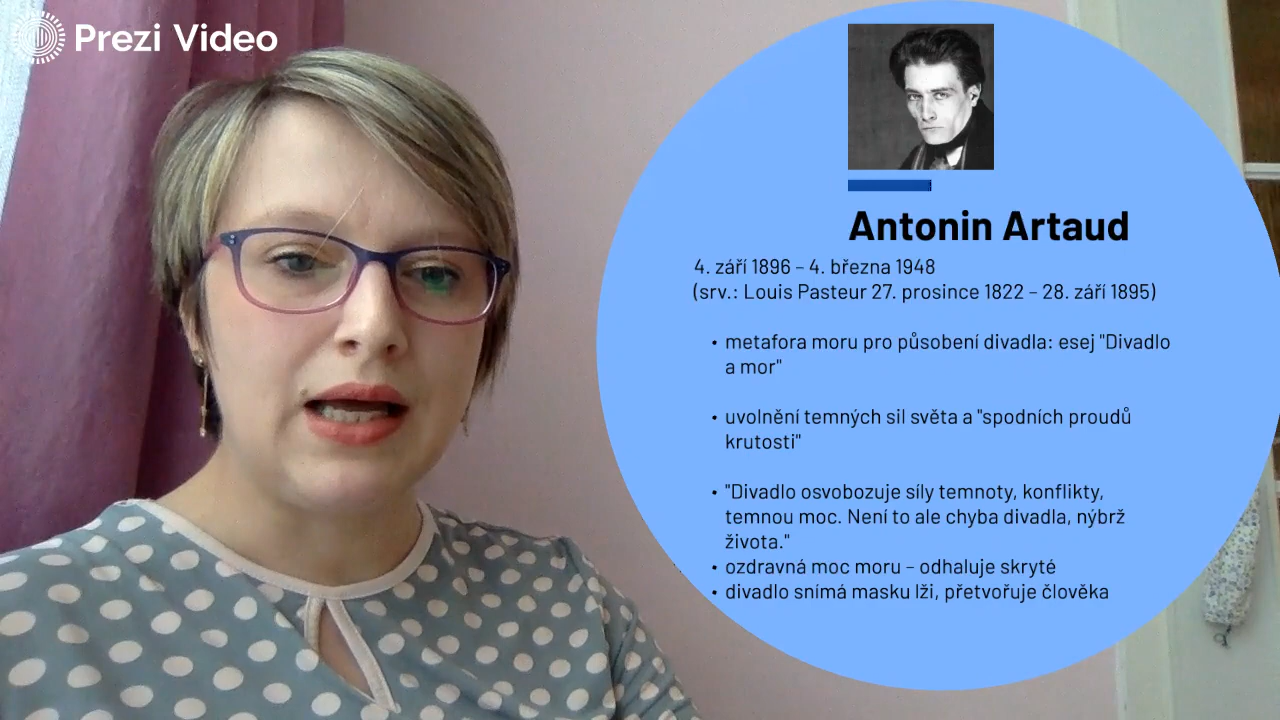 Prezi Video
Antonin Artaud
4. září 1896 – 4. března 1948
(srv.: Louis Pasteur 27. prosince 1822 – 28. září 1895)
• metafora moru pro působení divadla: esej "Divadlo
a mor"
• uvolnění temných sil světa a "spodních proudů
krutosti"
• "Divadlo osvobozuje síly temnoty, konflikty,
temnou moc. Není to ale chyba divadla, nýbrž
života."
• ozdravná moc moru – odhaluje skryté
• divadlo snímá masku lži, přetvořuje člověka